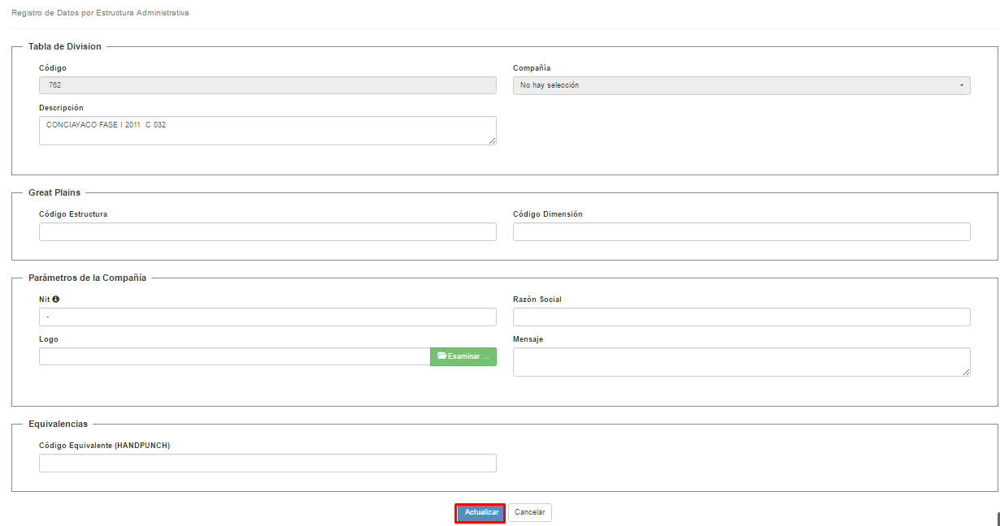 Registro de Datos por Estructura Administrativa
Tabla de Division
Código
Compañía
762
No hay selección
Descripción
CONCIAYACO FASE I 2011 C 032
Great Plains
Código Estructura
Código Dimensión
Parámetros de la Compañía
Nit
Razón Social
-
Logo
Mensaje
Examinar ...
Equivalencias
Código Equivalente (HANDPUNCH)
Actualizar
Cancelar